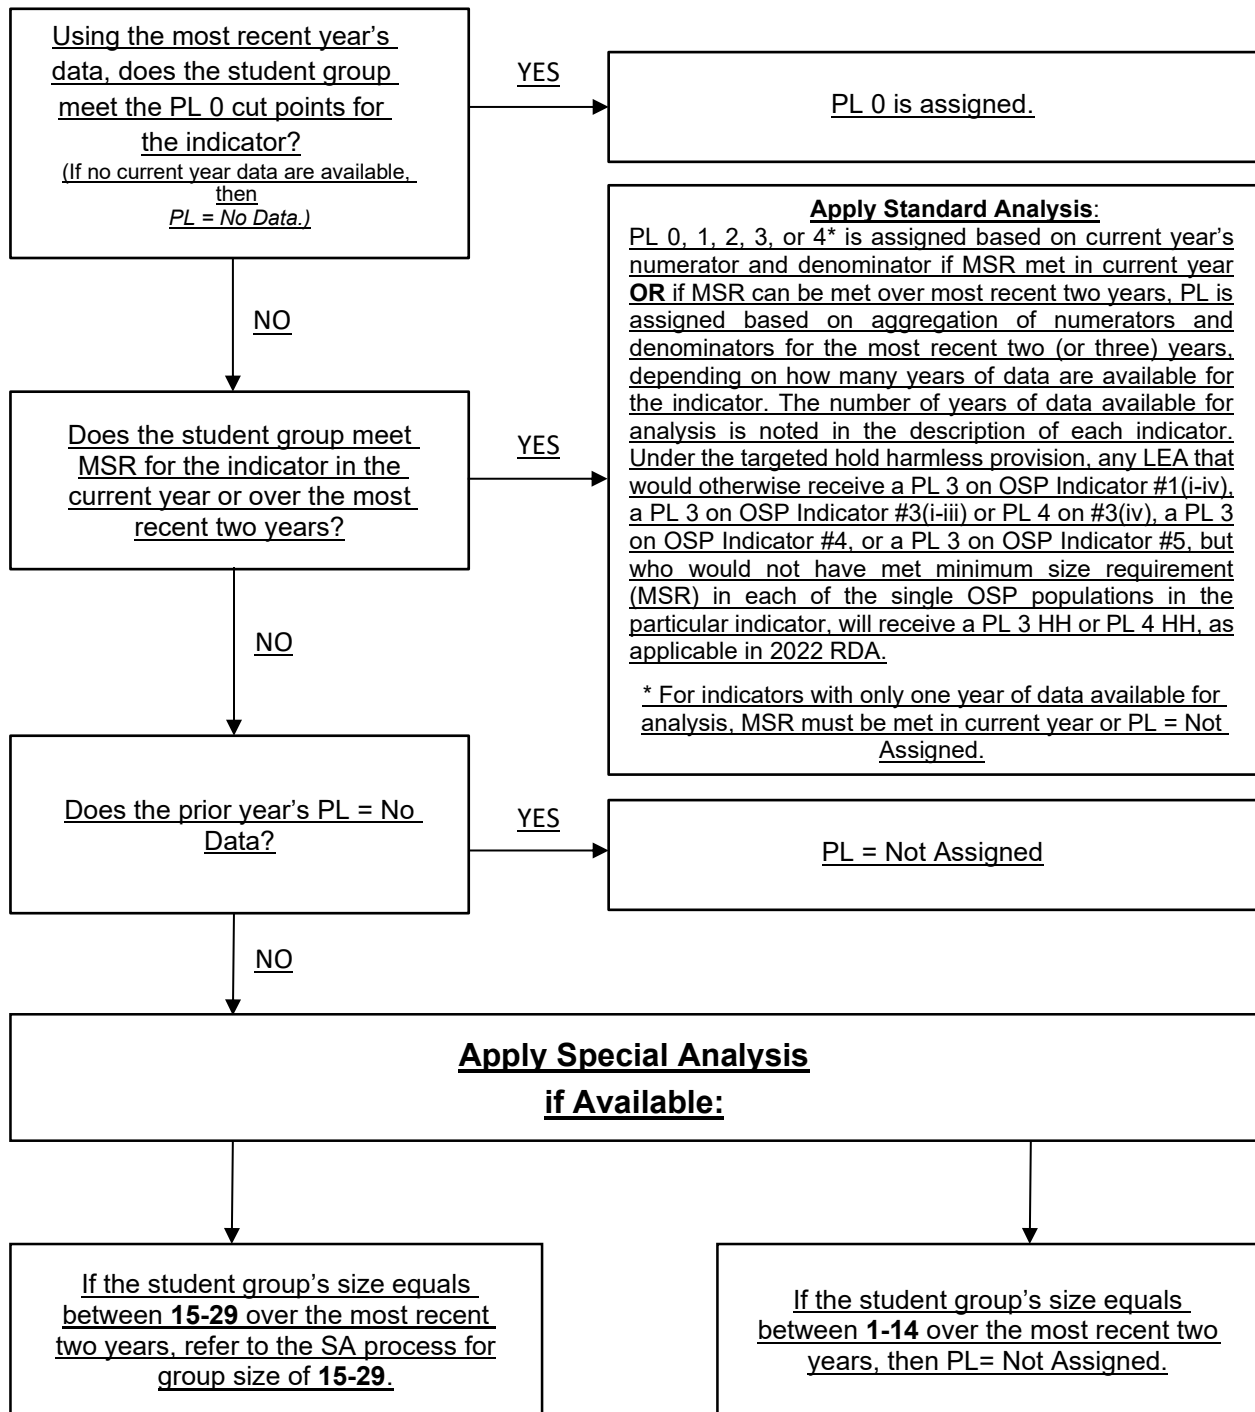 Using the most recent year’s
data, does the student group
meet the PL 0 cut points for
the indicator?
(If no current year data are available,
then
PL = No Data.)
YES
PL 0 is assigned.
NO
Does the student group meet
MSR for the indicator in the
current year or over the most
recent two years?
YES
Apply Standard Analysis:
PL 0, 1, 2, 3, or 4* is assigned based on current year’s
numerator and denominator if MSR met in current year
OR if MSR can be met over most recent two years, PL is
assigned based on aggregation of numerators and
denominators for the most recent two (or three) years,
depending on how many years of data are available for
the indicator. The number of years of data available for
analysis is noted in the description of each indicator.
Under the targeted hold harmless provision, any LEA that
would otherwise receive a PL 3 on OSP Indicator #1(i-iv),
a PL 3 on OSP Indicator #3(i-iii) or PL 4 on #3(iv), a PL 3
on OSP Indicator #4, or a PL 3 on OSP Indicator #5, but
who would not have met minimum size requirement
(MSR) in each of the single OSP populations in the
particular indicator, will receive a PL 3 HH or PL 4 HH, as
applicable in 2022 RDA.
* For indicators with only one year of data available for
analysis, MSR must be met in current year or PL = Not
Assigned.
NO
Does the prior year’s PL = No
Data?
YES
PL = Not Assigned
NO
Apply Special Analysis
if Available:
If the student group’s size equals
between 15-29 over the most recent
two years, refer to the SA process for
group size of 15-29.
If the student group’s size equals
between 1-14 over the most recent two
years, then PL= Not Assigned.